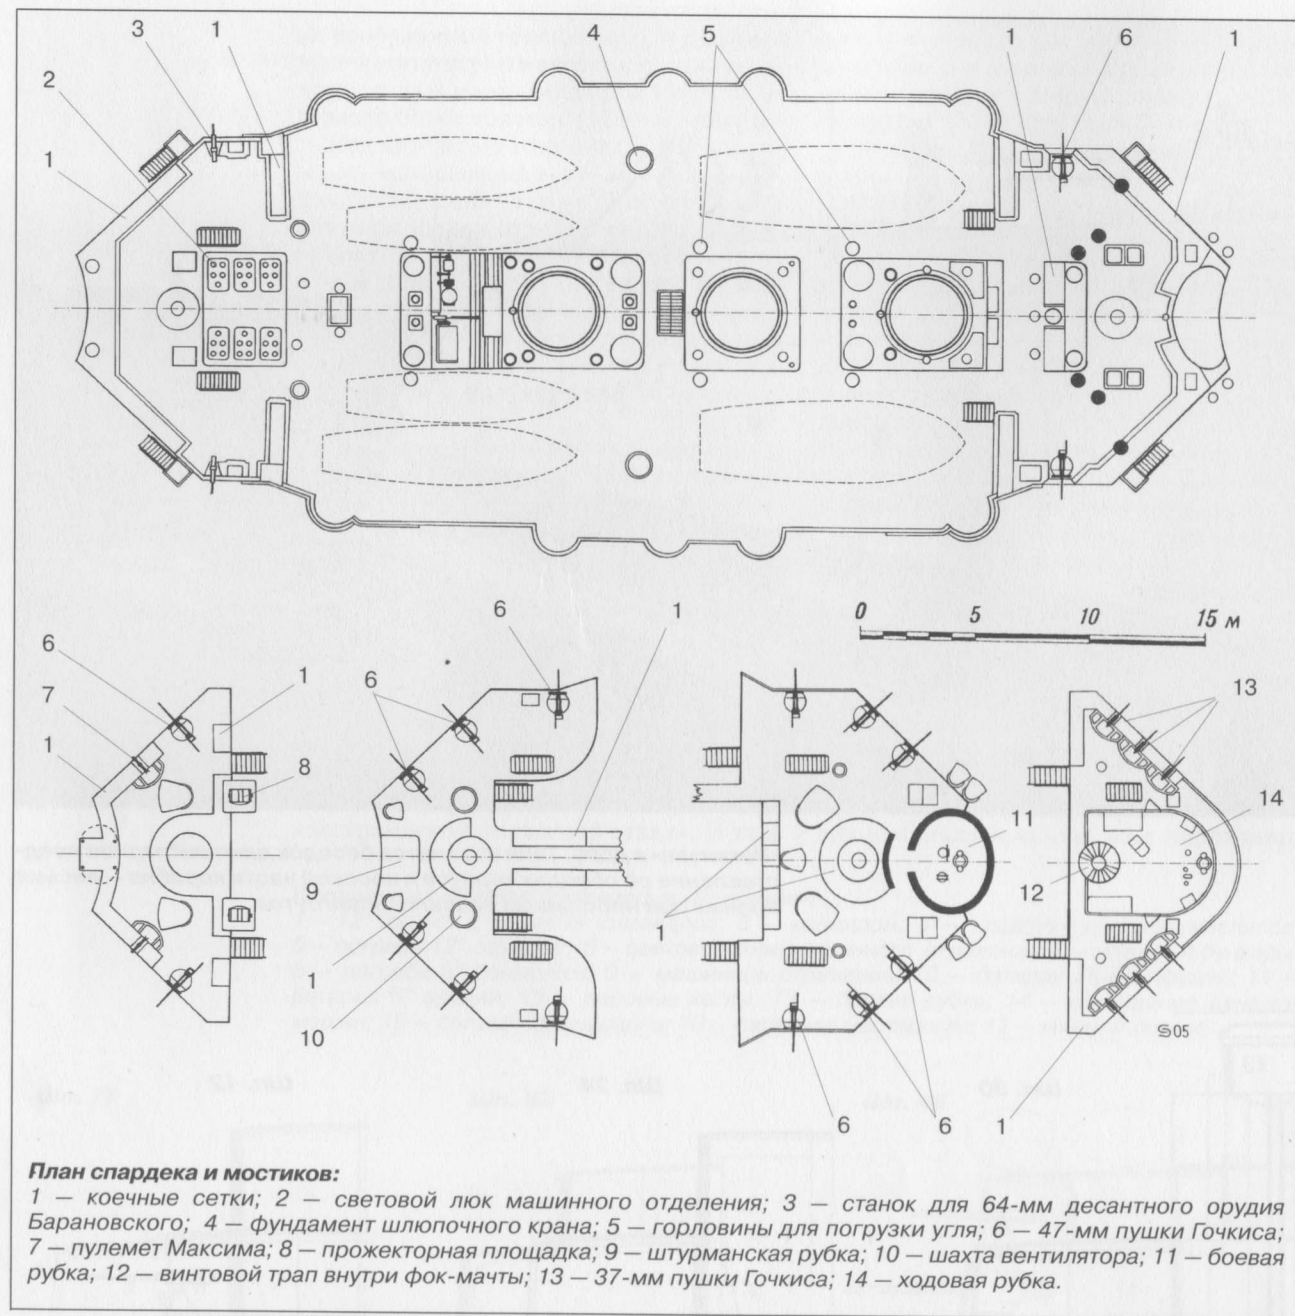 3 1 4 5 1 6 1
2
1
0 5 10 15 м
6 1
6 6 1 13
7
1 8 14
11
9 12
1 1
10
S05
6 6 1
План спардека и мостиков:
1 — коечные сетки; 2 — световой люк машинного отделения; 3 — станок для 64-мм десантного орудия
Барановского; 4 — фундамент шлюпочного крана; 5 — горловины для погрузки угля; 6 — 47-мм пушки Гочкиса;
7 — пулемет Максима; 8 — прожекторная площадка; 9 — штурманская рубка; 10 — шахта вентилятора; 11 — боевая
рубка; 12 — винтовой трап внутри фок-мачты; 13 — 37-мм пушки Гочкиса; 14 — ходовая рубка.